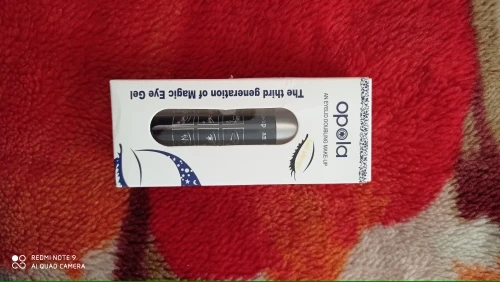 The third generation of Magic Eye Gel
opola
AN EYELID DOUBLING MAKE-UP
REDMI NOTE 9
AI QUAD CAMERA